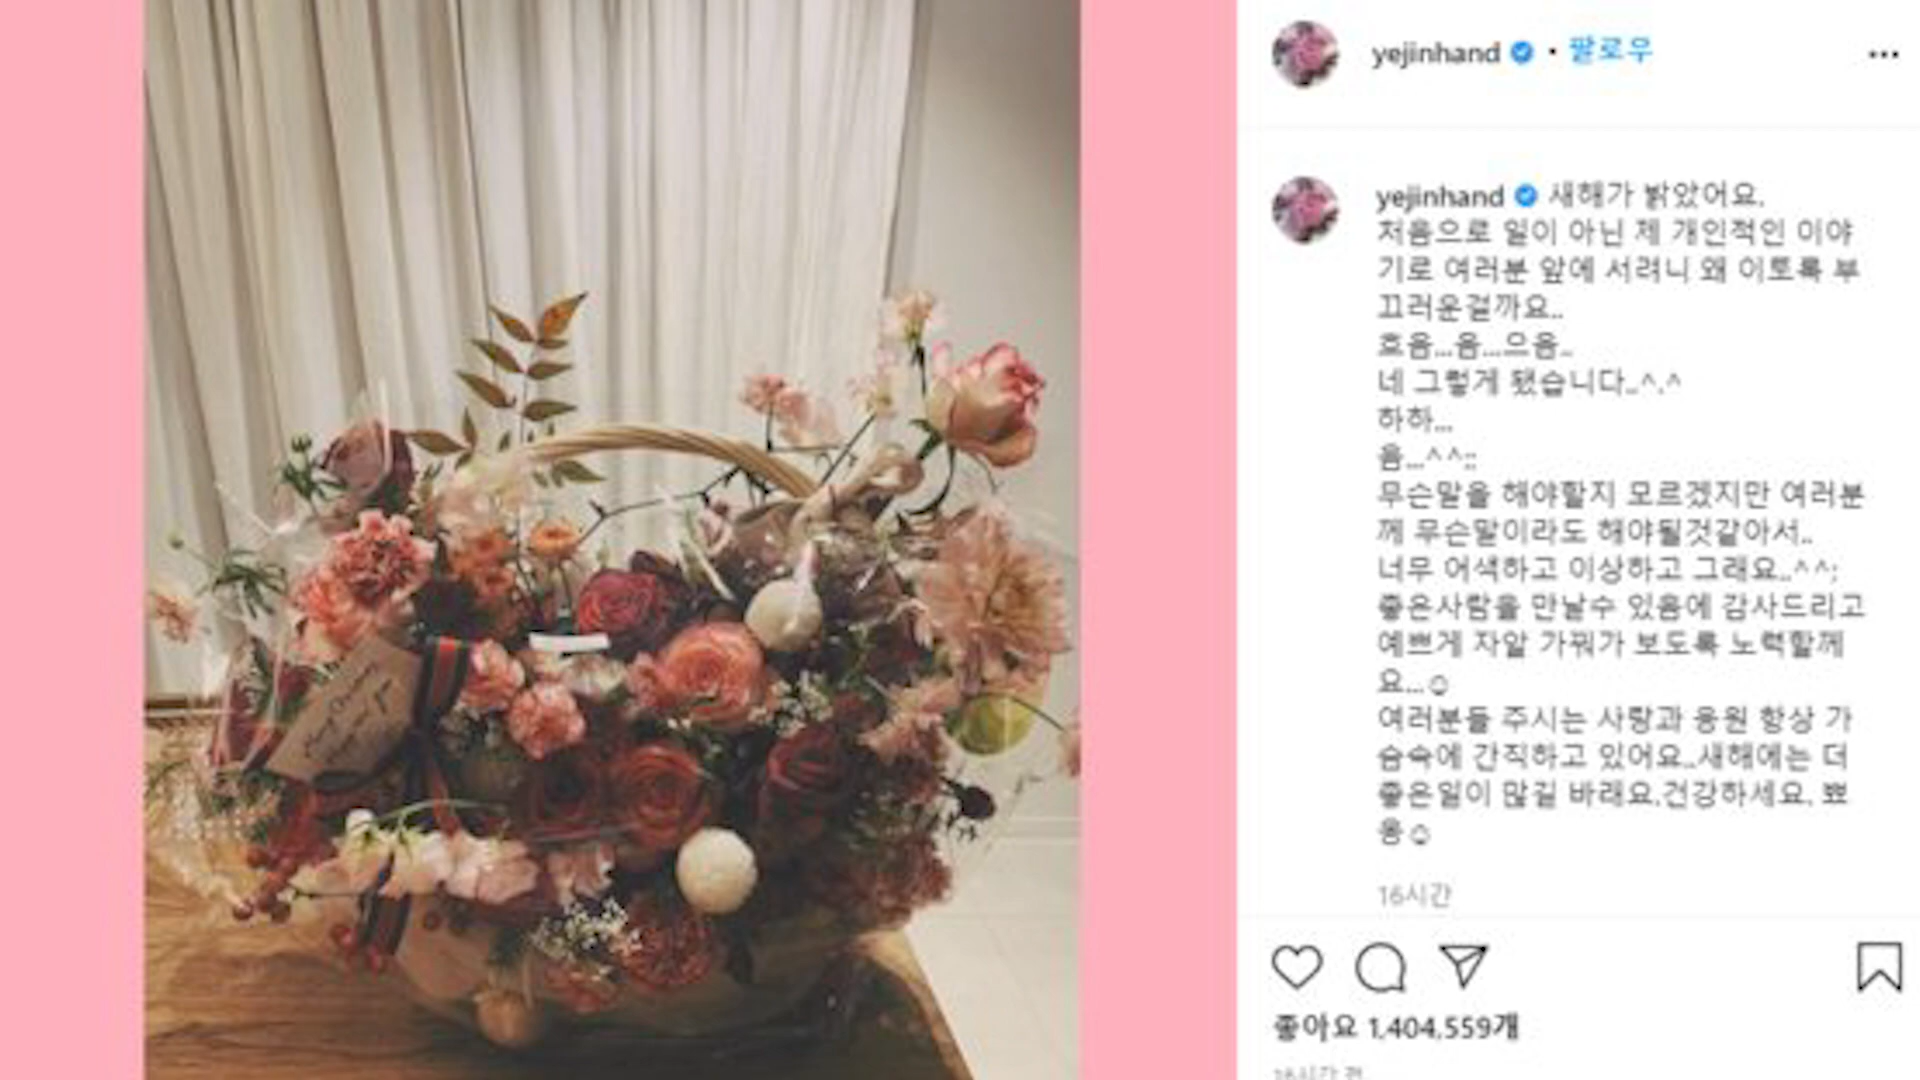 yejinhand • 팔로우
yejinhand 새해가 밝았어요.
처음으로 일이 아닌 제 개인적인 이야
기로 여러분 앞에 서려니 왜 이토록 부
끄러운걸까요..
흐음...음...으음..
네 그렇게 됐습니다..^.^
하하...
음...^^;;
무슨말을 해야할지 모르겠지만 여러분
께 무슨말이라도 해야될것같아서..
너무 어색하고 이상하고 그래요..^^;
좋은사람을 만날수 있음에 감사드리고
예쁘게 자알 가꿔가 보도록 노력할께
요...☺
여러분들 주시는 사랑과 응원 항상 가
슴속에 간직하고 있어요..새해에는 더
좋은일이 많길 바래요.건강하세요. 뾰
옹☺
16시간
좋아요 1,404,559개
16시간 전